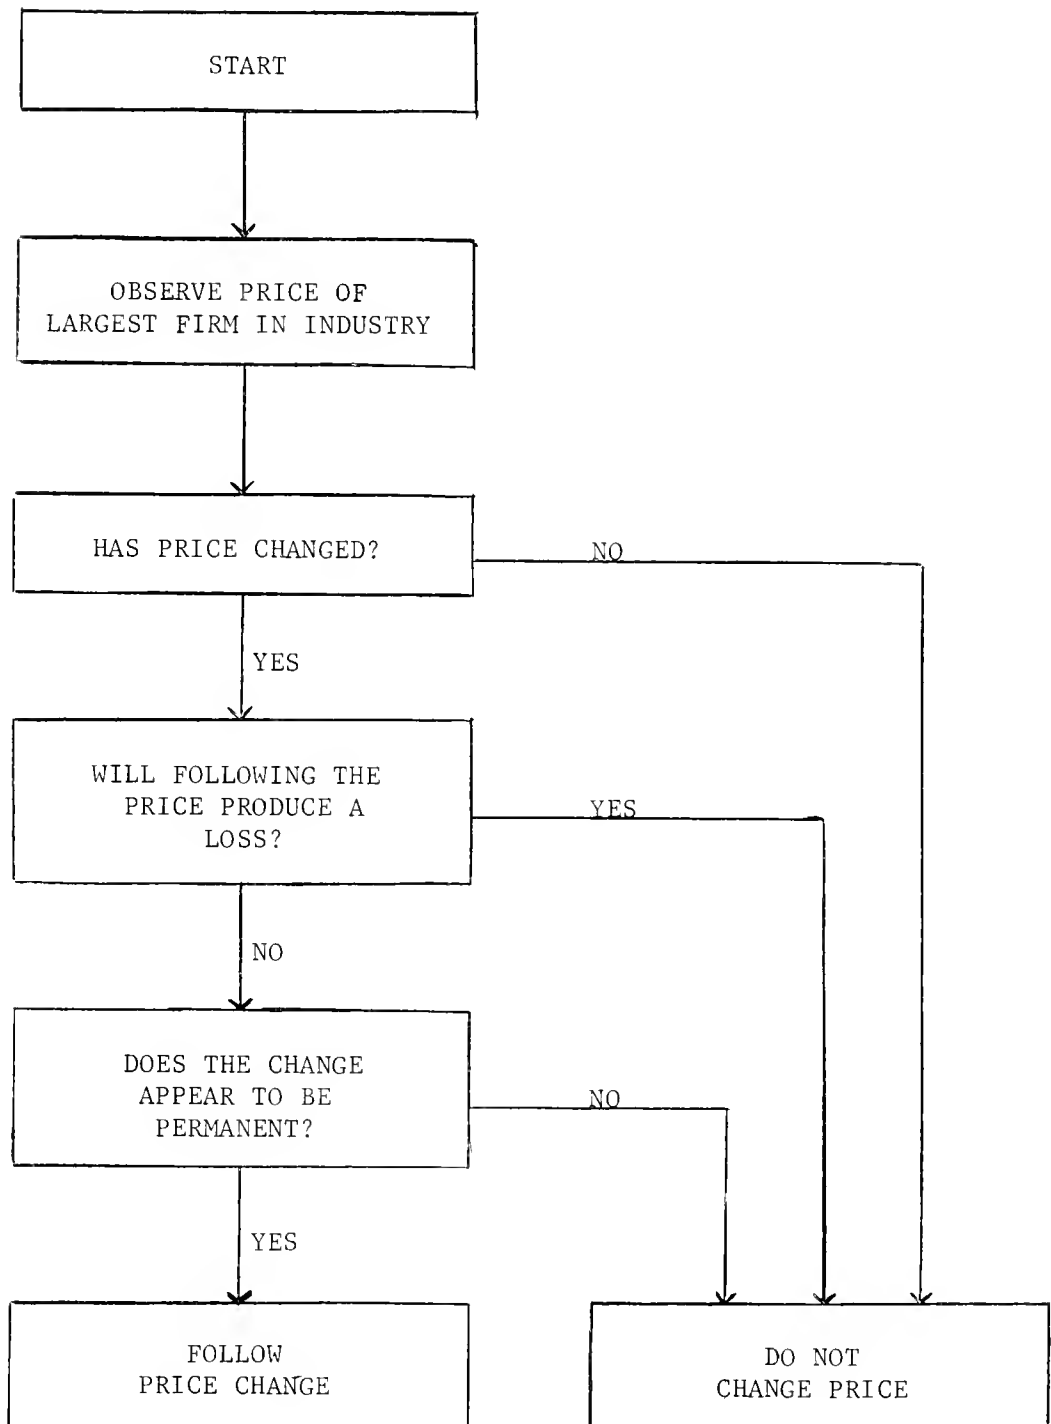 START
OBSERVE PRICE OF
LARGEST FIRM IN INDUSTRY
HAS PRICE CHANGED?
NO
YES
WILL FOLLOWING THE
PRICE PRODUCE A
LOSS?
YES
NO
DOES THE CHANGE
APPEAR TO BE
PERMANENT?
NO
YES
FOLLOW
PRICE CHANGE
DO NOT
CHANGE PRICE